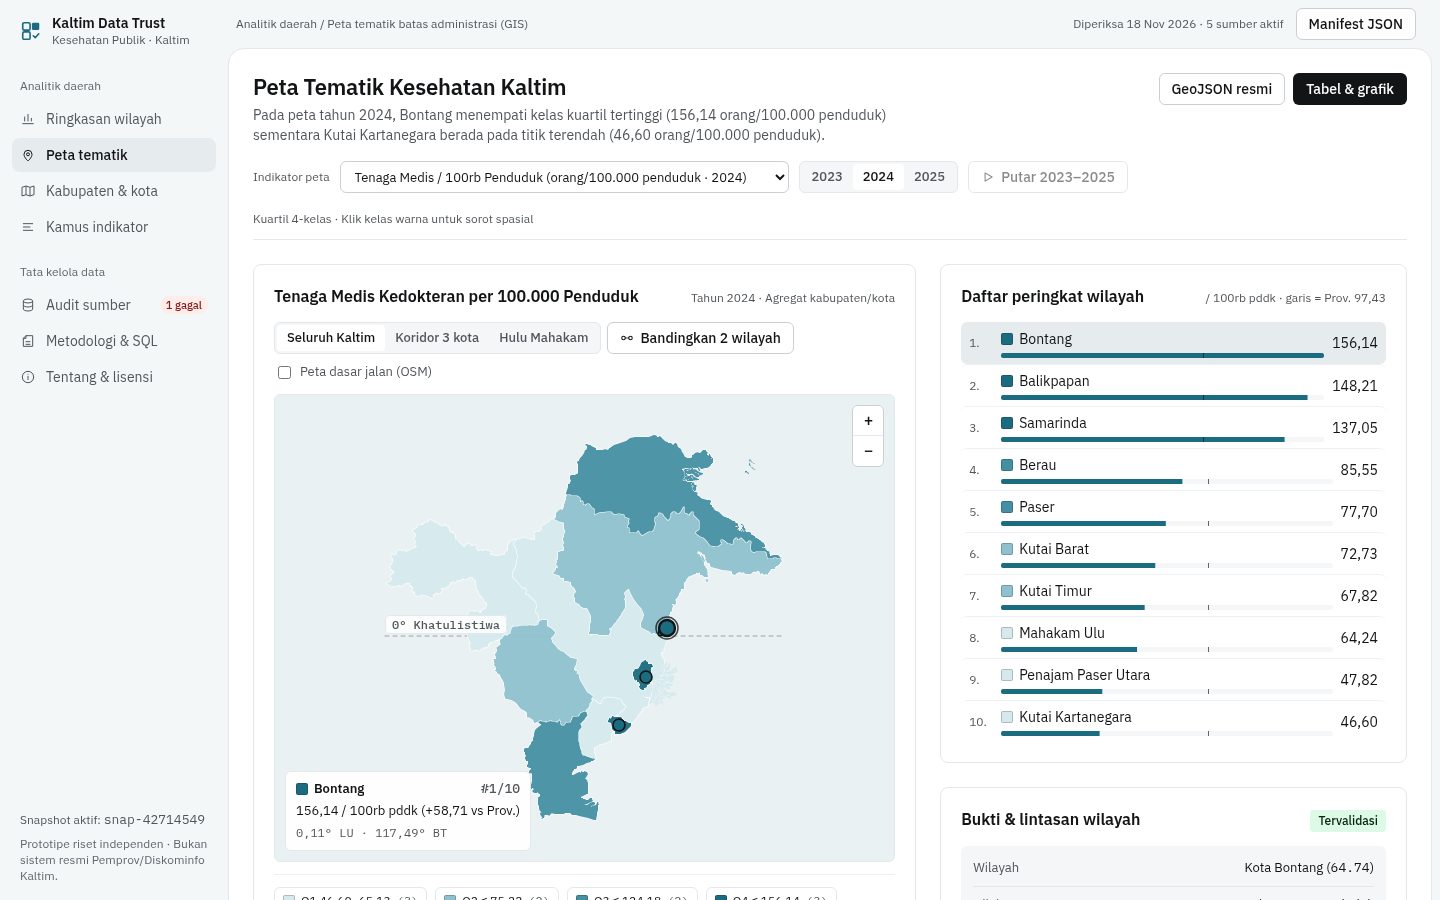 Kaltim Data Trust
Kesehatan Publik · Kaltim
Analitik daerah
Ringkasan wilayah
Peta tematik
Kabupaten & kota
Kamus indikator
Tata kelola data
Audit sumber
1 gagal
Metodologi & SQL
Tentang & lisensi
Snapshot aktif: snap-42714549
Prototipe riset independen · Bukan
sistem resmi Pemprov/Diskominfo
Kaltim.
Analitik daerah / Peta tematik batas administrasi (GIS)
Diperiksa 18 Nov 2026 · 5 sumber aktif
Manifest JSON
Peta Tematik Kesehatan Kaltim
Pada peta tahun 2024, Bontang menempati kelas kuartil tertinggi (156,14 orang/100.000 penduduk)
sementara Kutai Kartanegara berada pada titik terendah (46,60 orang/100.000 penduduk).
GeoJSON resmi
Tabel & grafik
Indikator peta
Tenaga Medis / 100rb Penduduk (orang/100.000 penduduk · 2024)
2023
2024
2025
Putar 2023–2025
Kuartil 4-kelas · Klik kelas warna untuk sorot spasial
Tenaga Medis Kedokteran per 100.000 Penduduk
Tahun 2024 · Agregat kabupaten/kota
Seluruh Kaltim
Koridor 3 kota
Hulu Mahakam
Bandingkan 2 wilayah
Peta dasar jalan (OSM)
+
−
0° Khatulistiwa
Bontang
#1/10
156,14 / 100rb pddk (+58,71 vs Prov.)
0,11° LU · 117,49° BT
Daftar peringkat wilayah
/ 100rb pddk · garis = Prov. 97,43
1. Bontang 156,14
2. Balikpapan 148,21
3. Samarinda 137,05
4. Berau 85,55
5. Paser 77,70
6. Kutai Barat 72,73
7. Kutai Timur 67,82
8. Mahakam Ulu 64,24
9. Penajam Paser Utara 47,82
10. Kutai Kartanegara 46,60
Bukti & lintasan wilayah
Tervalidasi
Wilayah
Kota Bontang (64.74)